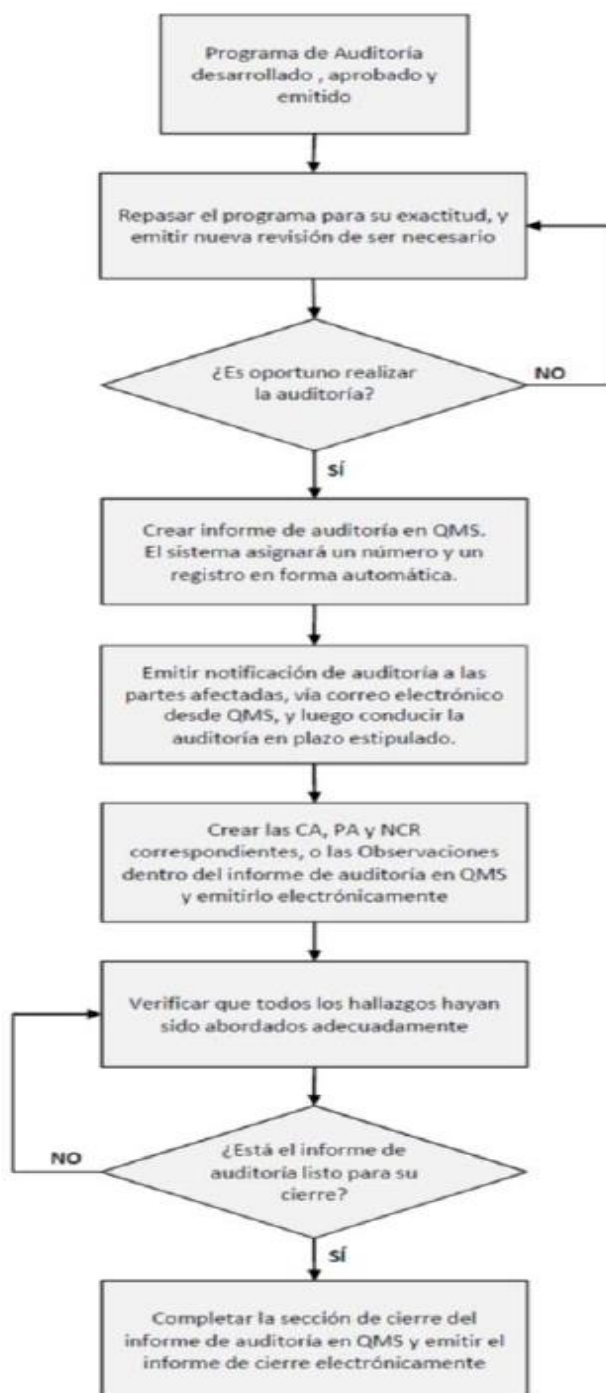 Programa de Auditoría
desarrollado , aprobado y
emitido
Repasar el programa para su exactitud, y
emitir nueva revisión de ser necesario
¿Es oportuno realizar
la auditoría?
NO
SÍ
Crear informe de auditoría en QMS.
El sistema asignará un número y un
registro en forma automática.
Emitir notificación de auditoría a las
partes afectadas, vía correo electrónico
desde QMS, y luego conducir la
auditoría en plazo estipulado.
Crear las CA, PA y NCR
correspondientes, o las Observaciones
dentro del informe de auditoría en QMS
y emitirlo electrónicamente
Verificar que todos los hallazgos hayan
sido abordados adecuadamente
¿Está el informe de
auditoría listo para su
cierre?
NO
SÍ
Completar la sección de cierre del
informe de auditoría en QMS y emitir el
informe de cierre electrónicamente